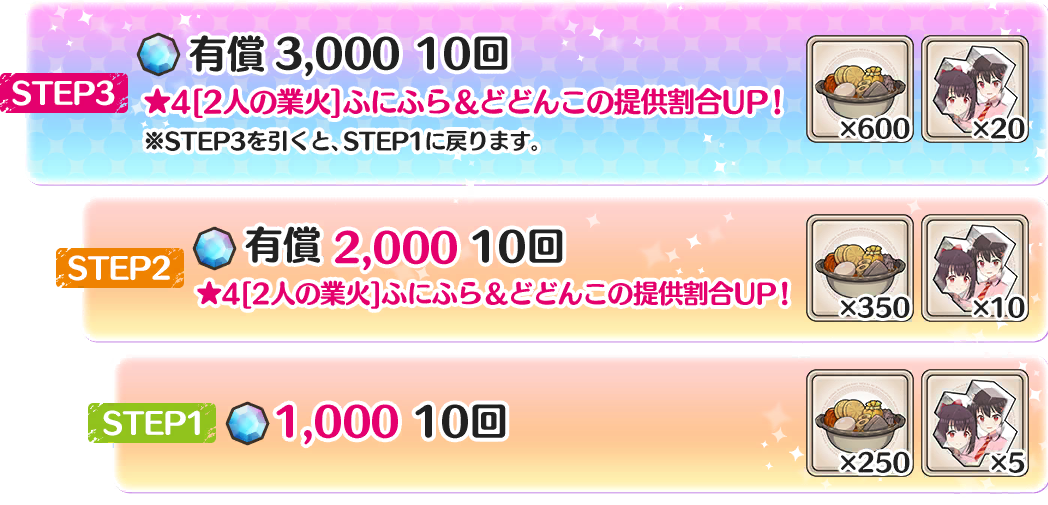 有償 3,000 10回
STEP3
★4[2人の業火]ふにふら&どどんこの提供割合UP!
※STEP3を引くと、STEP1に戻ります。
×600
×20
有償 2,000 10回
STEP2
★4[2人の業火]ふにふら&どどんこの提供割合UP!
×350
×10
STEP1
1,000 10回
×250
×5